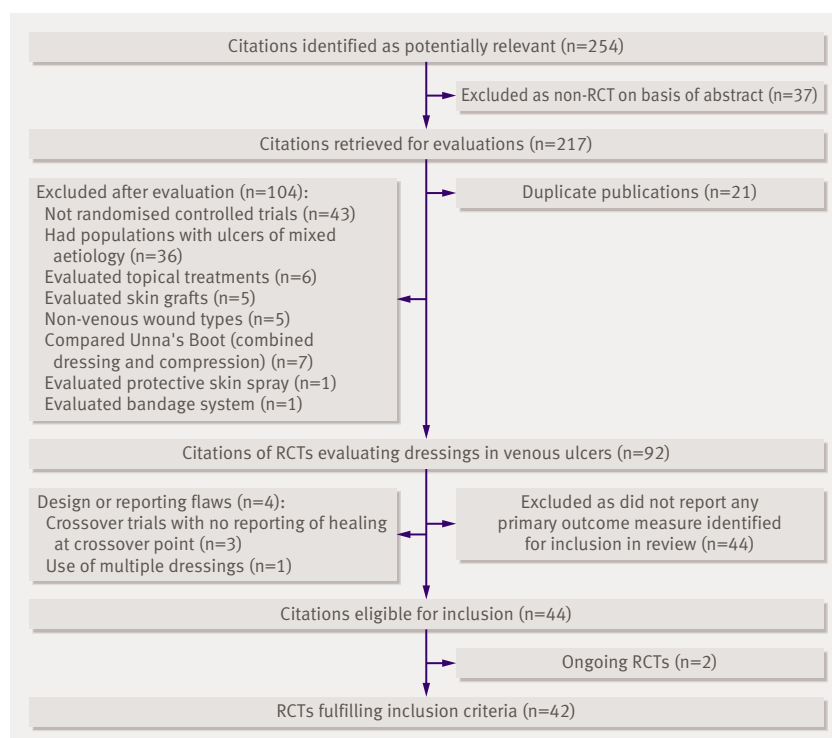 Citations identified as potentially relevant (n=254)
Excluded as non-RCT on basis of abstract (n=37)
Citations retrieved for evaluations (n=217)
Excluded after evaluation (n=104):
Not randomised controlled trials (n=43)
Had populations with ulcers of mixed
aetiology (n=36)
Evaluated topical treatments (n=6)
Evaluated skin grafts (n=5)
Non-venous wound types (n=5)
Compared Unna's Boot (combined
dressing and compression) (n=7)
Evaluated protective skin spray (n=1)
Evaluated bandage system (n=1)
Duplicate publications (n=21)
Citations of RCTs evaluating dressings in venous ulcers (n=92)
Design or reporting flaws (n=4):
Crossover trials with no reporting of healing
at crossover point (n=3)
Use of multiple dressings (n=1)
Excluded as did not report any
primary outcome measure identified
for inclusion in review (n=44)
Citations eligible for inclusion (n=44)
Ongoing RCTs (n=2)
RCTs fulfilling inclusion criteria (n=42)